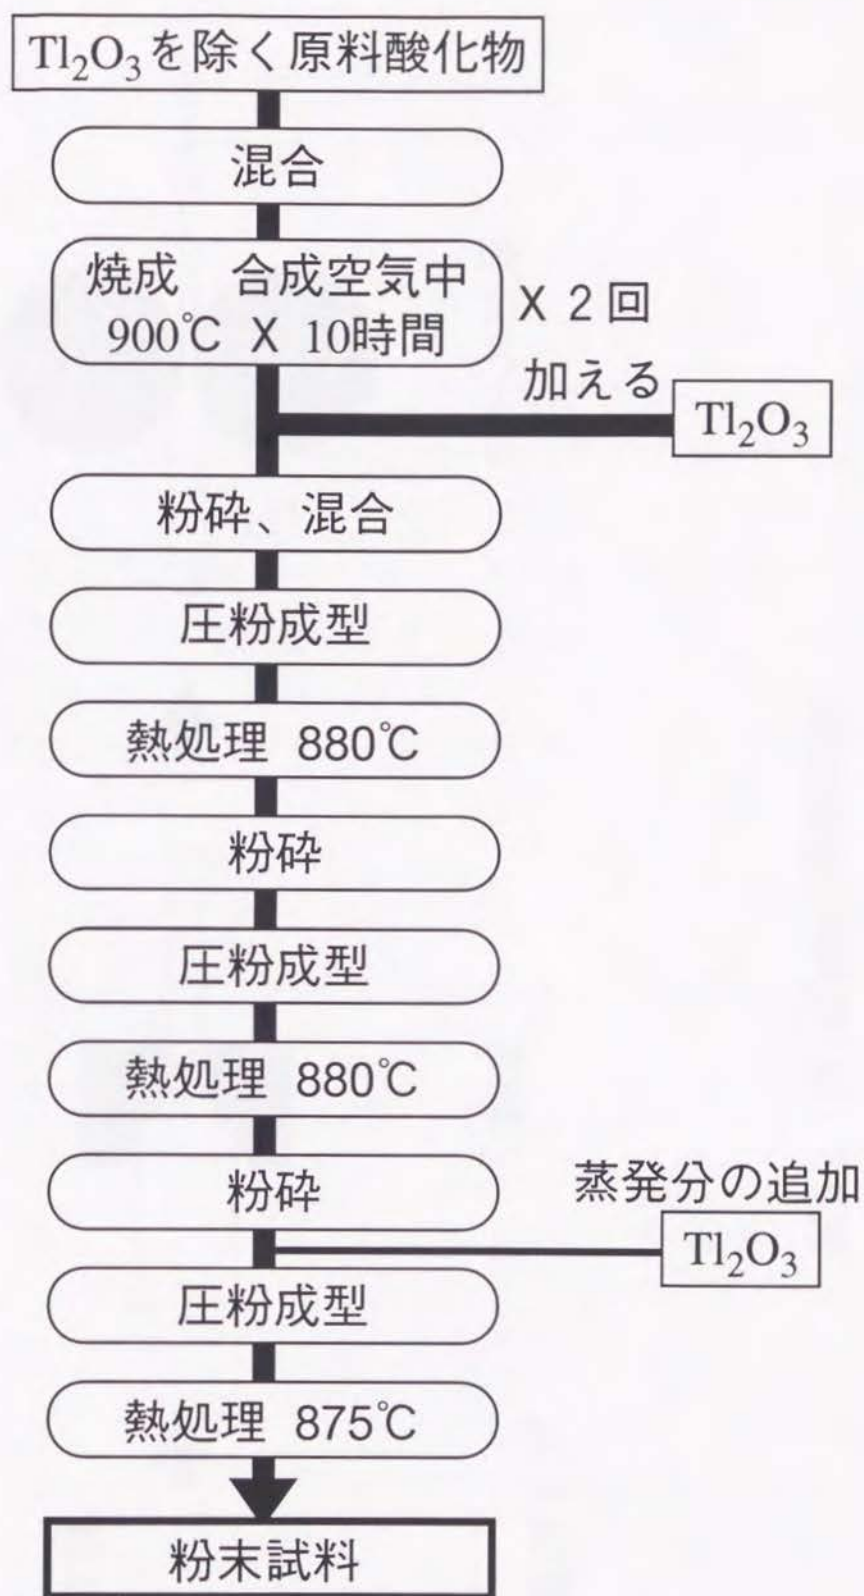 Tl₂O₃を除く原料酸化物
混合
焼成　合成空気中
900℃ X 10時間
X 2回
加える
Tl₂O₃
粉砕、混合
圧粉成型
熱処理 880℃
粉砕
圧粉成型
熱処理 880℃
粉砕
蒸発分の追加
Tl₂O₃
圧粉成型
熱処理 875℃
粉末試料